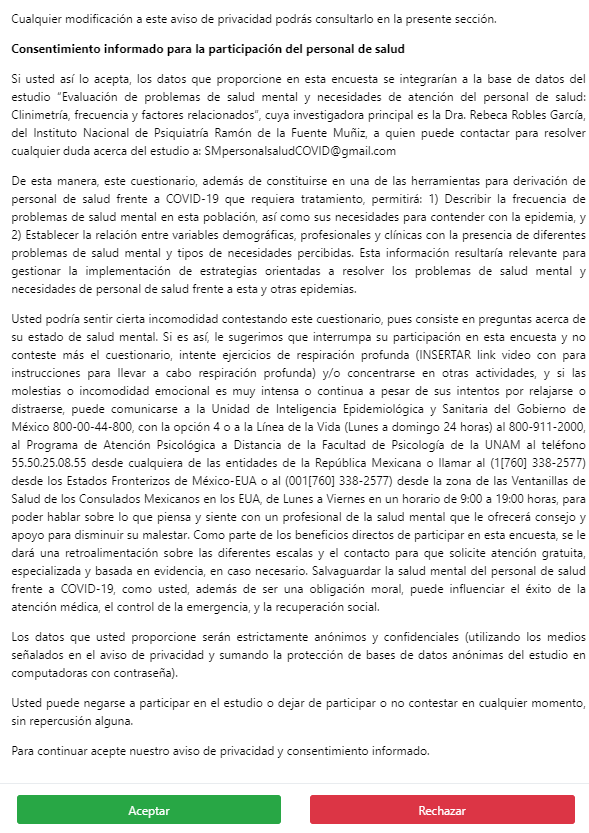 Cualquier modificación a este aviso de privacidad podrás consultarlo en la presente sección.
Consentimiento informado para la participación del personal de salud
Si usted así lo acepta, los datos que proporcione en esta encuesta se integrarían a la base de datos del
estudio "Evaluación de problemas de salud mental y necesidades de atención del personal de salud:
Clinimetría, frecuencia y factores relacionados", cuya investigadora principal es la Dra. Rebeca Robles García,
del Instituto Nacional de Psiquiatría Ramón de la Fuente Muñiz, a quien puede contactar para resolver
cualquier duda acerca del estudio a: SMpersonalsaludCOVID@gmail.com
De esta manera, este cuestionario, además de constituirse en una de las herramientas para derivación de
personal de salud frente a COVID-19 que requiera tratamiento, permitirá: 1) Describir la frecuencia de
problemas de salud mental en esta población, así como sus necesidades para contender con la epidemia, y
2) Establecer la relación entre variables demográficas, profesionales y clínicas con la presencia de diferentes
problemas de salud mental y tipos de necesidades percibidas. Esta información resultaría relevante para
gestionar la implementación de estrategias orientadas a resolver los problemas de salud mental y
necesidades de personal de salud frente a esta y otras epidemias.
Usted podría sentir cierta incomodidad contestando este cuestionario, pues consiste en preguntas acerca de
su estado de salud mental. Si es así, le sugerimos que interrumpa su participación en esta encuesta y no
conteste más el cuestionario, intente ejercicios de respiración profunda (INSERTAR link video con para
instrucciones para llevar a cabo respiración profunda) y/o concentrarse en otras actividades, y si las
molestias o incomodidad emocional es muy intensa o continua a pesar de sus intentos por relajarse o
distraerse, puede comunicarse a la Unidad de Inteligencia Epidemiológica y Sanitaria del Gobierno de
México 800-00-44-800, con la opción 4 o a la Línea de la Vida (Lunes a domingo 24 horas) al 800-911-2000,
al Programa de Atención Psicológica a Distancia de la Facultad de Psicología de la UNAM al teléfono
55.50.25.08.55 desde cualquiera de las entidades de la República Mexicana o llamar al (1[760] 338-2577)
desde los Estados Fronterizos de México-EUA o al (001[760] 338-2577) desde la zona de las Ventanillas de
Salud de los Consulados Mexicanos en los EUA, de Lunes a Viernes en un horario de 9:00 a 19:00 horas, para
poder hablar sobre lo que piensa y siente con un profesional de la salud mental que le ofrecerá consejo y
apoyo para disminuir su malestar. Como parte de los beneficios directos de participar en esta encuesta, se le
dará una retroalimentación sobre las diferentes escalas y el contacto para que solicite atención gratuita,
especializada y basada en evidencia, en caso necesario. Salvaguardar la salud mental del personal de salud
frente a COVID-19, como usted, además de ser una obligación moral, puede influenciar el éxito de la
atención médica, el control de la emergencia, y la recuperación social.
Los datos que usted proporcione serán estrictamente anónimos y confidenciales (utilizando los medios
señalados en el aviso de privacidad y sumando la protección de bases de datos anónimas del estudio en
computadoras con contraseña).
Usted puede negarse a participar en el estudio o dejar de participar o no contestar en cualquier momento,
sin repercusión alguna.
Para continuar acepte nuestro aviso de privacidad y consentimiento informado.
Aceptar
Rechazar